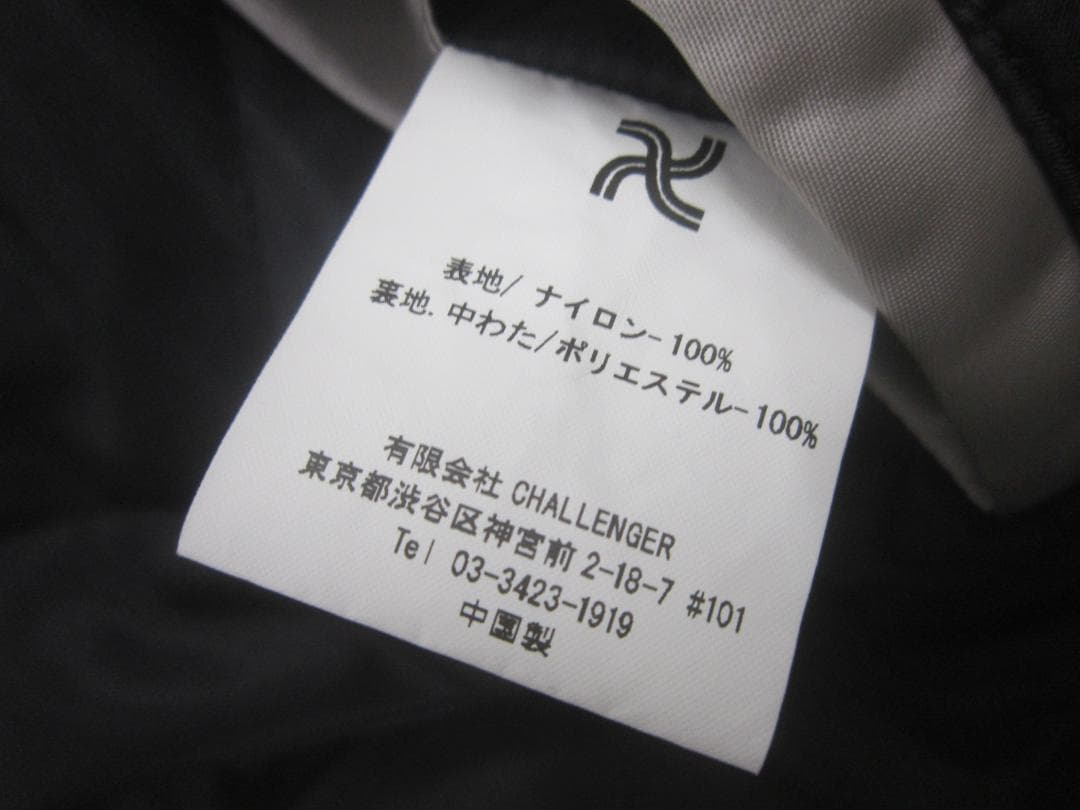 表地/ ナイロン-100%
裏地.中わた/ポリエステル-100%
有限会社 CHALLENGER
東京都渋谷区神宮前 2-18-7 #101
Tel 03-3423-1919
中国製